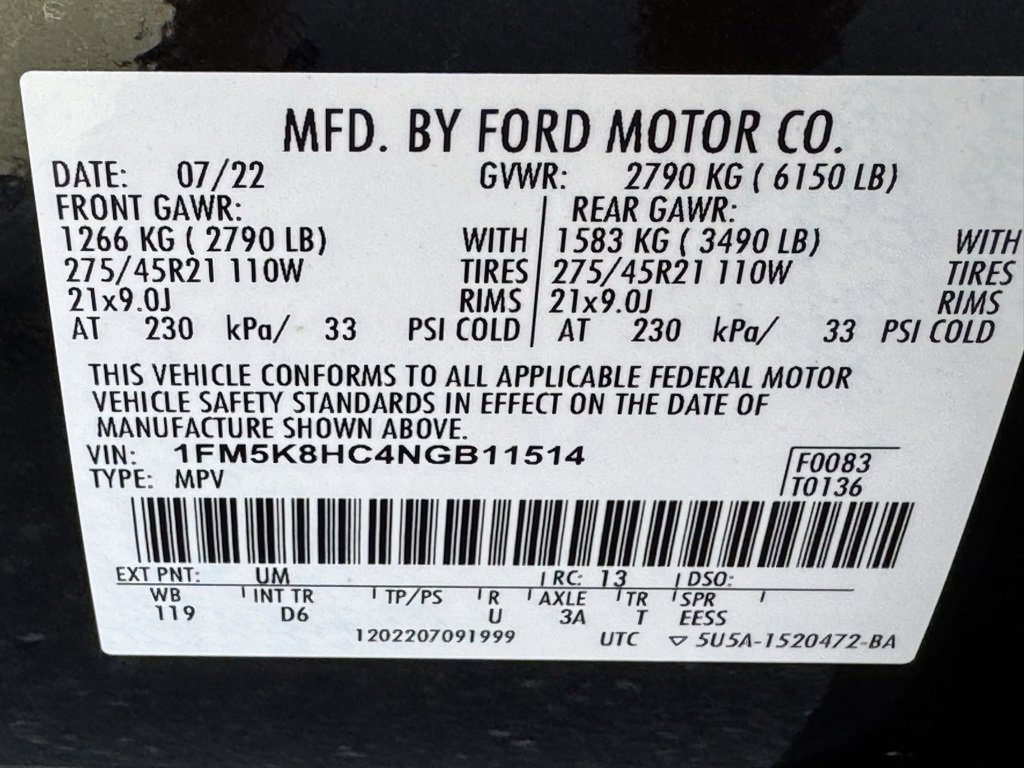 MFD. BY FORD MOTOR CO.
DATE: 07/22 GVWR: 2790 KG ( 6150 LB)
FRONT GAWR: REAR GAWR:
1266 KG ( 2790 LB) WITH 1583 KG ( 3490 LB) WITH
275/45R21 110W TIRES 275/45R21 110W TIRES
21x9.0J RIMS 21x9.0J RIMS
AT 230 kPa/ 33 PSI COLD AT 230 kPa/ 33 PSI COLD
THIS VEHICLE CONFORMS TO ALL APPLICABLE FEDERAL MOTOR
VEHICLE SAFETY STANDARDS IN EFFECT ON THE DATE OF
MANUFACTURE SHOWN ABOVE.
VIN: 1FM5K8HC4NGB11514 F0083
TYPE: MPV T0136
EXT PNT: UM RC: 13 DSO:
WB INT TR TP/PS R AXLE TR SPR
119 D6 U 3A T EESS
1202207091999 UTC ▽ 5U5A-1520472-BA